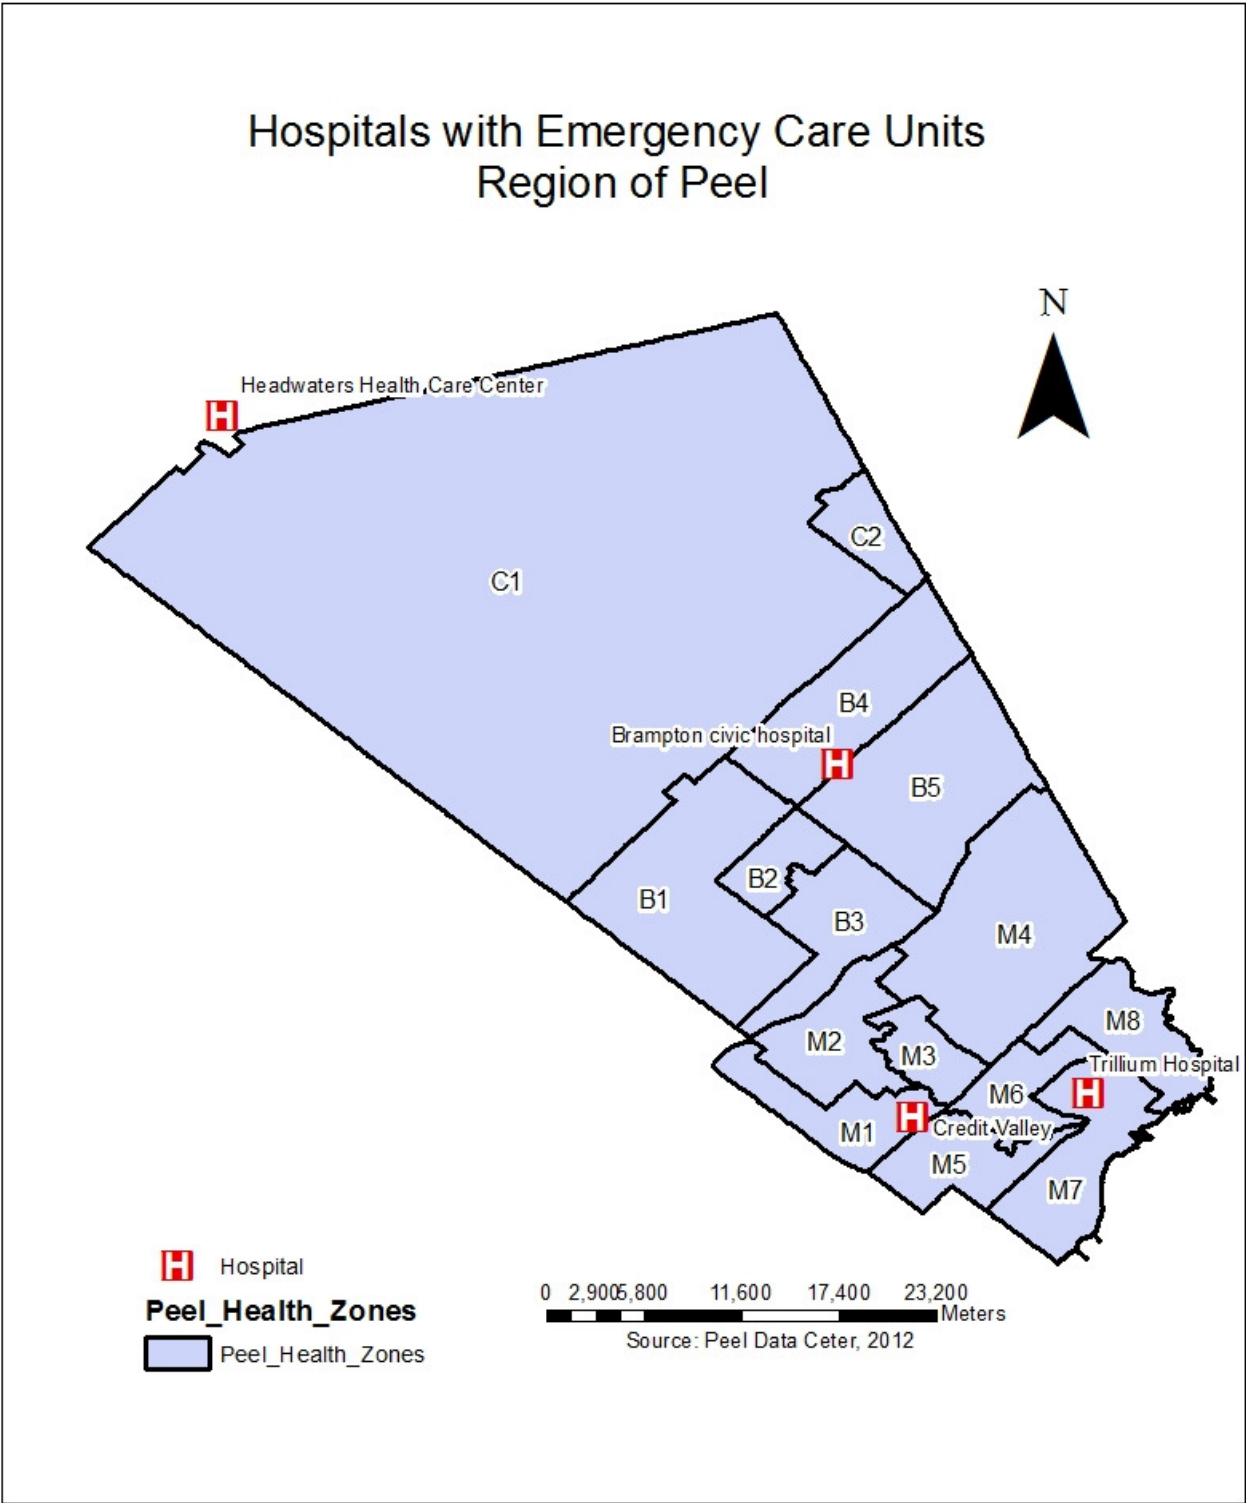 Hospitals with Emergency Care Units
Region of Peel
N
Headwaters Health Care Center
H
C2
C1
B4
Brampton civic hospital
H
B5
B2
B1
B3
M4
M8
M2
M3
Trillium Hospital
M6
H
H
Credit Valley
M1
M5
M7
H Hospital
Peel_Health_Zones
Peel_Health_Zones
0 2,900 5,800 11,600 17,400 23,200
Meters
Source: Peel Data Ceter, 2012